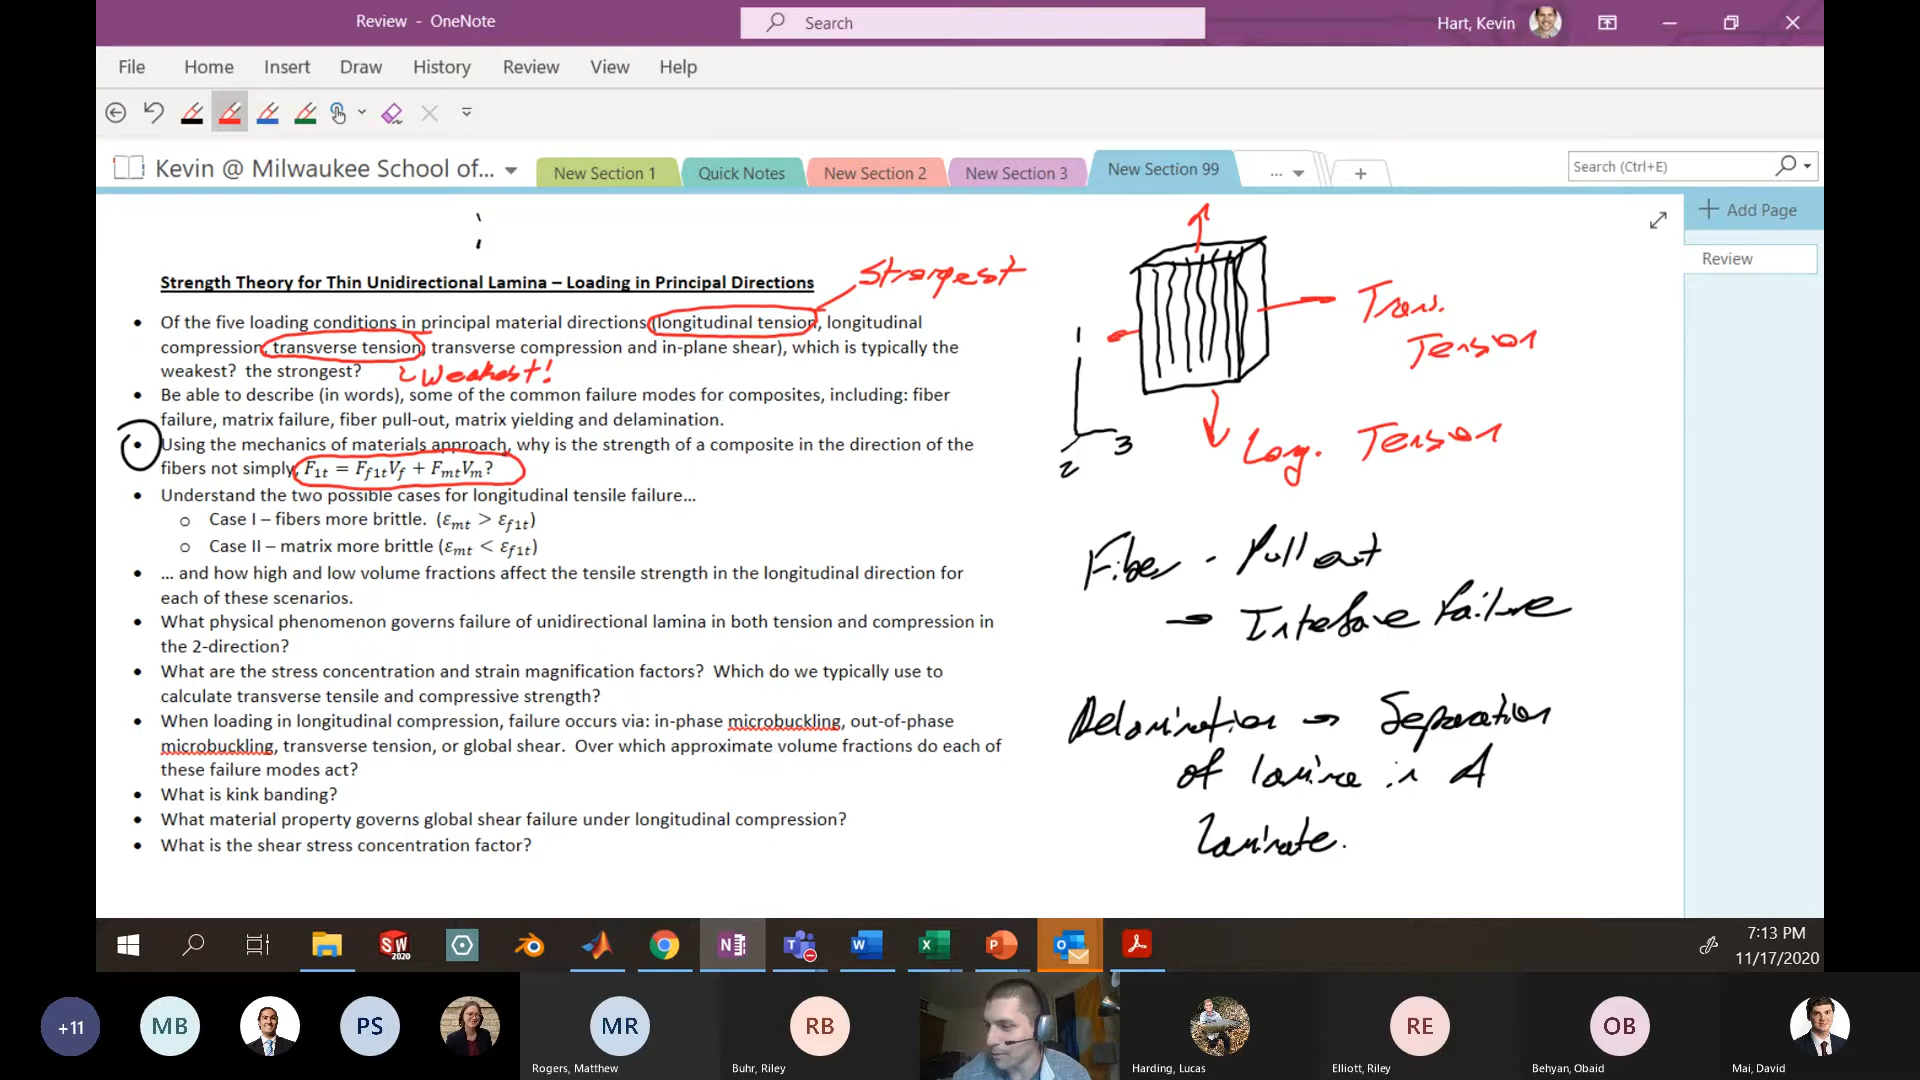 Review - OneNote
Search
Hart, Kevin
File Home Insert Draw History Review View Help
Kevin @ Milwaukee School of...
New Section 1
Quick Notes
New Section 2
New Section 3
New Section 99
...
Search (Ctrl+E)
Add Page
Review
Strength Theory for Thin Unidirectional Lamina – Loading in Principal Directions
Strongest
• Of the five loading conditions in principal material directions (longitudinal tension, longitudinal
compression, transverse tension, transverse compression and in-plane shear), which is typically the
weakest? the strongest?
Weakest!
• Be able to describe (in words), some of the common failure modes for composites, including: fiber
failure, matrix failure, fiber pull-out, matrix yielding and delamination.
• Using the mechanics of materials approach, why is the strength of a composite in the direction of the
fibers not simply, F₁t = Ff1tVf + FmtVm?
• Understand the two possible cases for longitudinal tensile failure...
o Case I – fibers more brittle. (εmt > εf1t)
o Case II – matrix more brittle (εmt < εf1t)
• ... and how high and low volume fractions affect the tensile strength in the longitudinal direction for
each of these scenarios.
• What physical phenomenon governs failure of unidirectional lamina in both tension and compression in
the 2-direction?
• What are the stress concentration and strain magnification factors? Which do we typically use to
calculate transverse tensile and compressive strength?
• When loading in longitudinal compression, failure occurs via: in-phase microbuckling, out-of-phase
microbuckling, transverse tension, or global shear. Over which approximate volume fractions do each of
these failure modes act?
• What is kink banding?
• What material property governs global shear failure under longitudinal compression?
• What is the shear stress concentration factor?
Tran.
Tension
1
2
3
Long. Tension
Fiber - Pull out
→ Interface failure
Delamination → Separation
of lamina in A
Laminate.
SW
2020
N
T
W
X
P
O
7:13 PM
11/17/2020
+11
MB
PS
MR
RB
RE
OB
Rogers, Matthew
Buhr, Riley
Harding, Lucas
Elliott, Riley
Behyan, Obaid
Mai, David